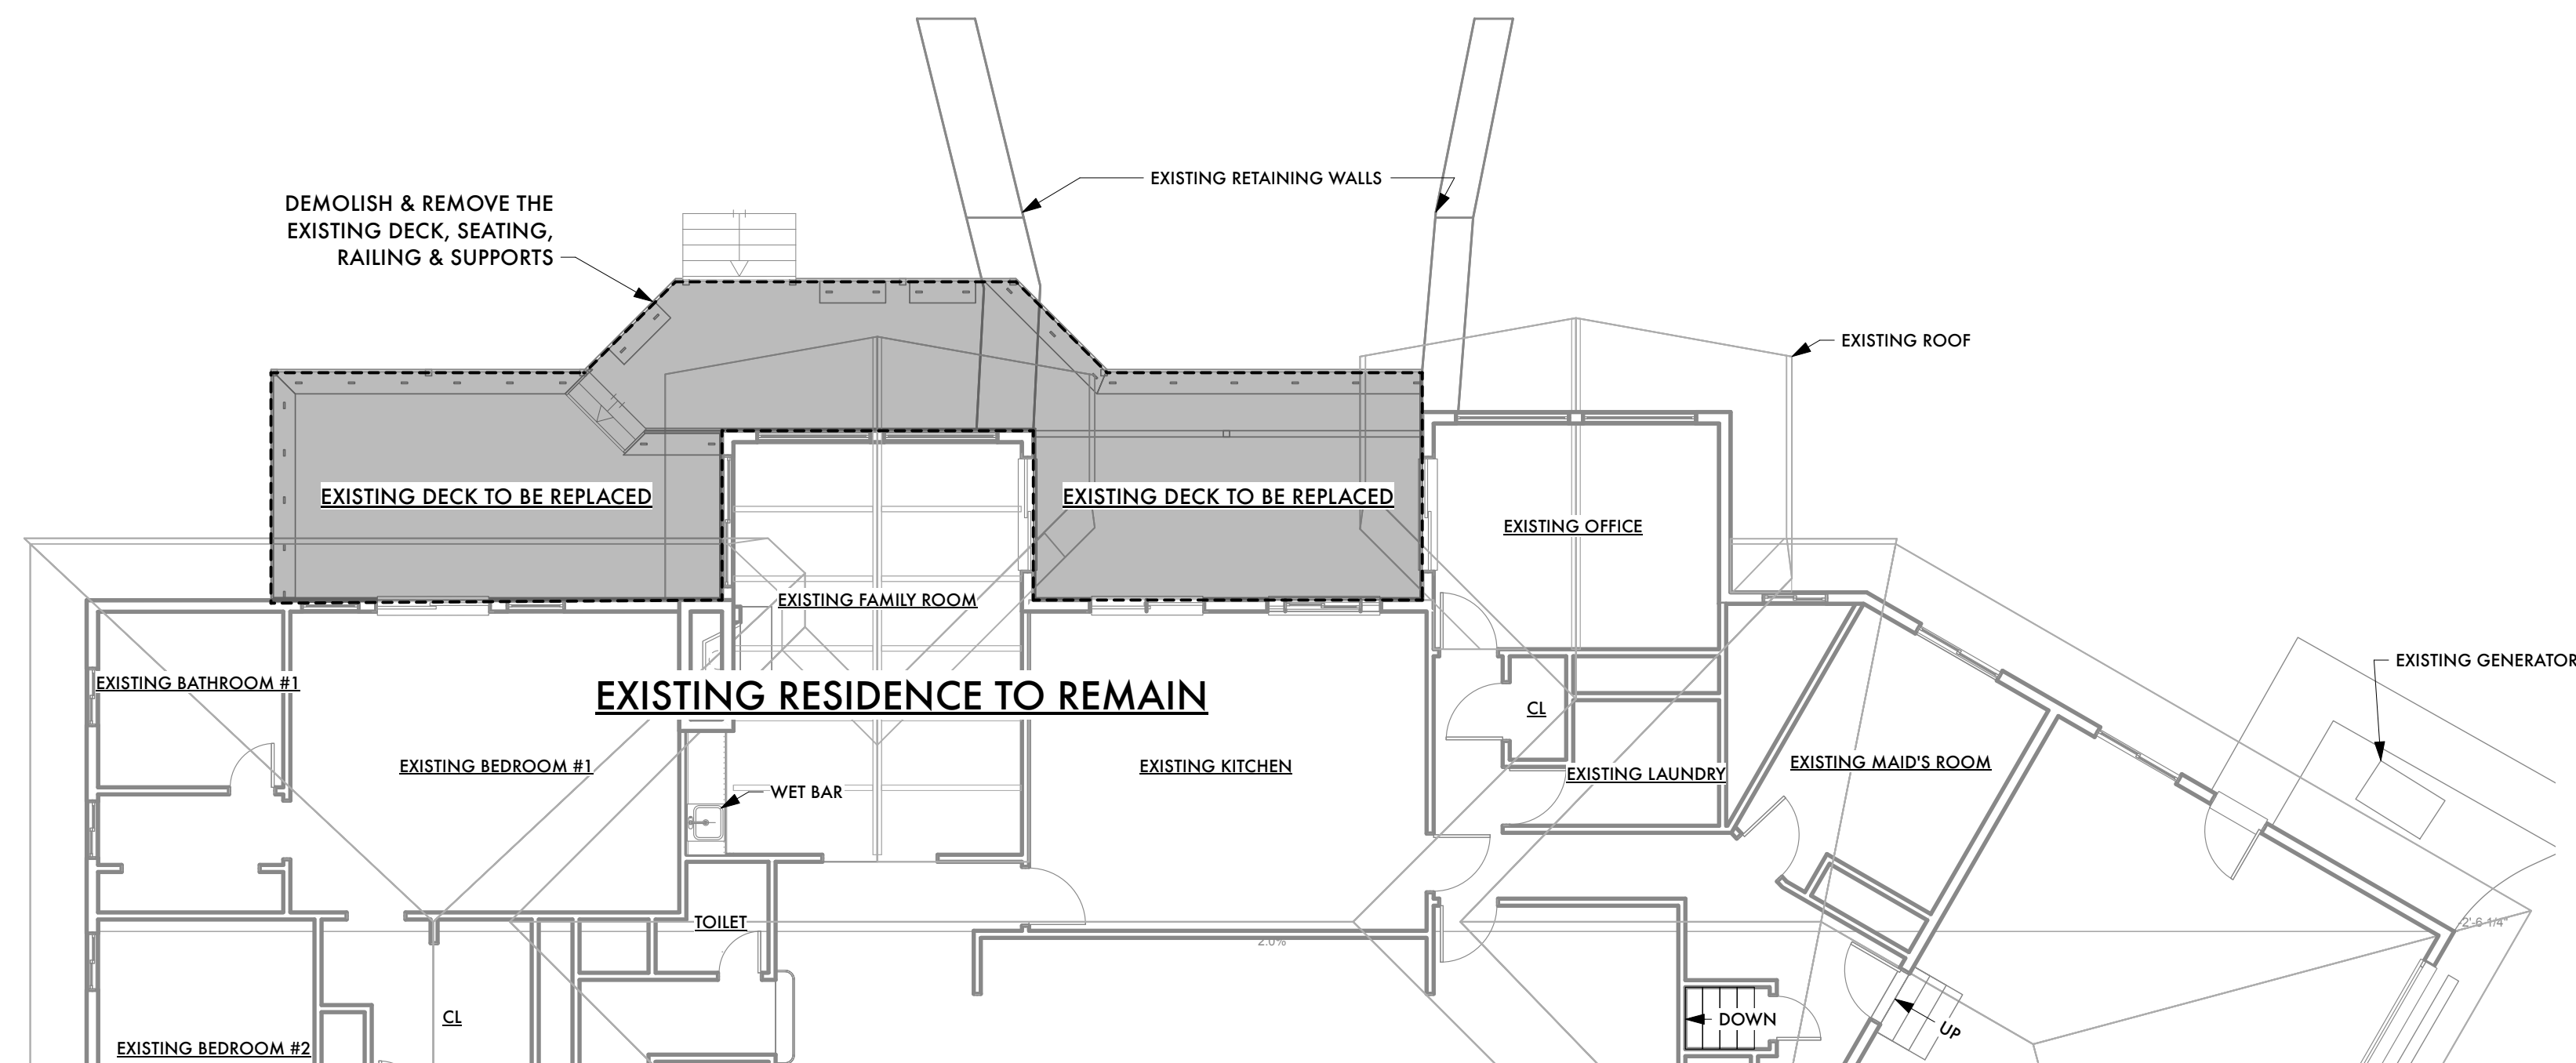 DEMOLISH & REMOVE THE
EXISTING DECK, SEATING,
RAILING & SUPPORTS
EXISTING RETAINING WALLS
EXISTING ROOF
EXISTING DECK TO BE REPLACED
EXISTING DECK TO BE REPLACED
EXISTING OFFICE
EXISTING FAMILY ROOM
EXISTING GENERATOR
EXISTING BATHROOM #1
EXISTING RESIDENCE TO REMAIN
CL
EXISTING BEDROOM #1
EXISTING KITCHEN
EXISTING LAUNDRY
EXISTING MAID'S ROOM
WET BAR
TOILET
2'-6 1/4"
2.0%
CL
DOWN
UP
EXISTING BEDROOM #2